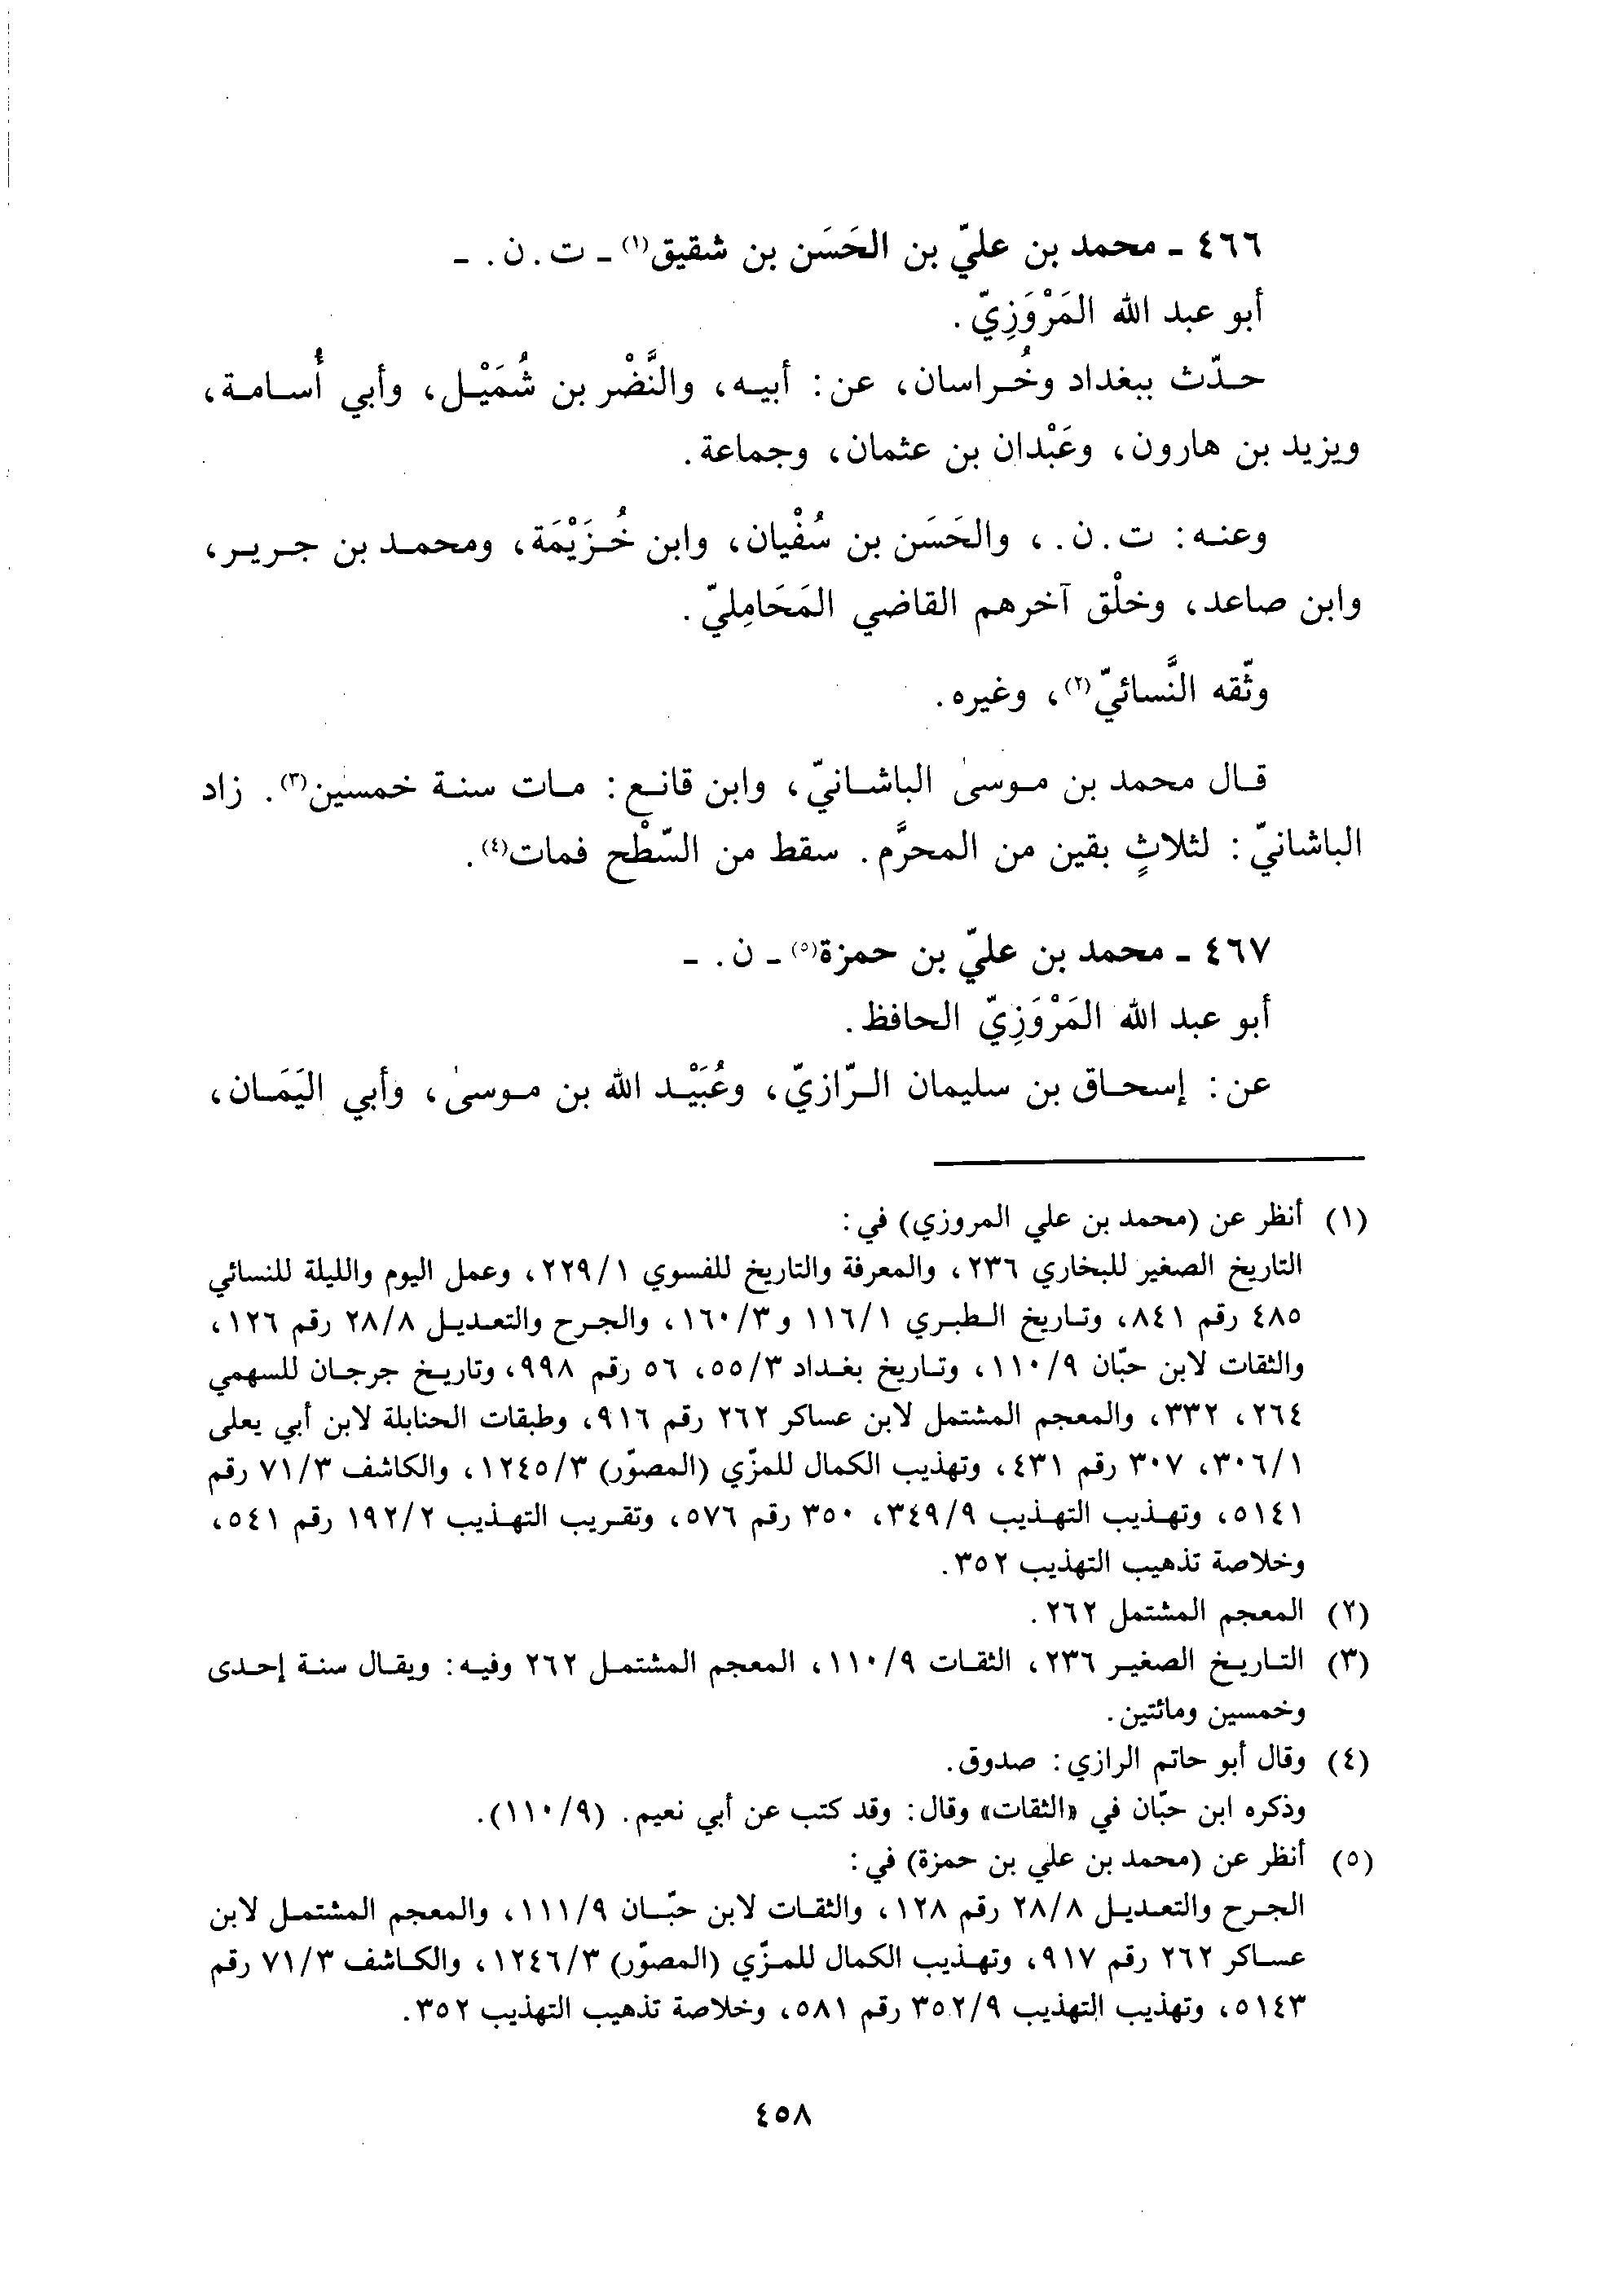 ٤٦٦ ـ محمد بن عليّ بن الحَسَن بن شقيق(١) ـ ت. ن. ـ
أبو عبد الله المَرْوَزِيّ.
حدّث ببغداد وخُراسان، عن: أبيه، والنَّضْر بن شُمَيْل، وأبي أُسامة،
ويزيد بن هارون، وعَبْدان بن عثمان، وجماعة.
وعنه: ت. ن.، والحَسَن بن سُفْيان، وابن خُزَيْمَة، ومحمد بن جرير،
وابن صاعد، وخلْق آخرهم القاضي المَحَامِليّ.
وثّقه النَّسائيّ(٢)، وغيره.
قال محمد بن موسىٰ الباشانيّ، وابن قانع: مات سنة خمسين(٣). زاد
الباشانيّ: لثلاثٍ بقين من المحرَّم. سقط من السّطْح فمات(٤).
٤٦٧ ـ محمد بن عليّ بن حمزة(٥) ـ ن. ـ
أبو عبد الله المَرْوَزِيّ الحافظ.
عن: إسحاق بن سليمان الرّازيّ، وعُبَيْد الله بن موسىٰ، وأبي اليَمَان،
(١) أنظر عن (محمد بن علي المروزي) في:
التاريخ الصغير للبخاري ٢٣٦، والمعرفة والتاريخ للفسوي ٢٢٩/١، وعمل اليوم والليلة للنسائي
٤٨٥ رقم ٨٤١، وتاريخ الطبري ١١٦/١ و١٦٠/٣، والجرح والتعديل ٢٨/٨ رقم ١٢٦،
والثقات لابن حبّان ١١٠/٩، وتاريخ بغداد ٥٥/٣، ٥٦ رقم ٩٩٨، وتاريخ جرجان للسهمي
٢٦٤، ٣٣٢، والمعجم المشتمل لابن عساكر ٢٦٢ رقم ٩١٦، وطبقات الحنابلة لابن أبي يعلى
٣٠٦/١، ٣٠٧ رقم ٤٣١، وتهذيب الكمال للمزّي (المصوّر) ١٢٤٥/٣، والكاشف ٧١/٣ رقم
٥١٤١، وتهذيب التهذيب ٣٤٩/٩، ٣٥٠ رقم ٥٧٦، وتقريب التهذيب ١٩٢/٢ رقم ٥٤١،
وخلاصة تذهيب التهذيب ٣٥٢.
(٢) المعجم المشتمل ٢٦٢.
(٣) التاريخ الصغير ٢٣٦، الثقات ١١٠/٩، المعجم المشتمل ٢٦٢ وفيه: ويقال سنة إحدى
وخمسين ومائتين.
(٤) وقال أبو حاتم الرازي: صدوق.
وذكره ابن حبّان في «الثقات» وقال: وقد كتب عن أبي نعيم. (١١٠/٩).
(٥) أنظر عن (محمد بن علي بن حمزة) في:
الجرح والتعديل ٢٨/٨ رقم ١٢٨، والثقات لابن حبّان ١١١/٩، والمعجم المشتمل لابن
عساكر ٢٦٢ رقم ٩١٧، وتهذيب الكمال للمزّي (المصوّر) ١٢٤٦/٣، والكاشف ٧١/٣ رقم
٥١٤٣، وتهذيب التهذيب ٣٥٢/٩ رقم ٥٨١، وخلاصة تذهيب التهذيب ٣٥٢.
٤٥٨